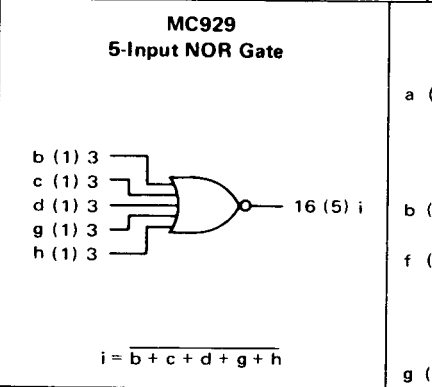 MC929
5-Input NOR Gate
b (1) 3
c (1) 3
d (1) 3
g (1) 3
h (1) 3
16 (5) i
i = b + c + d + g + h
a (
b (
f (
g (